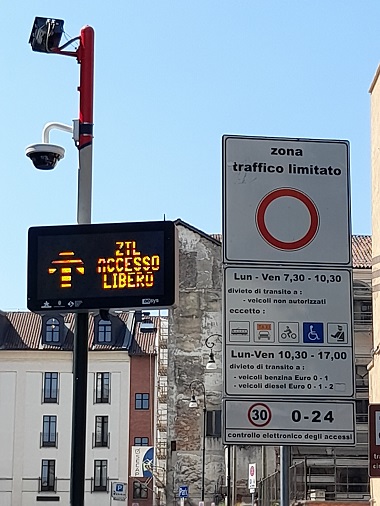 ZTL
ACCESSO
LIBERO
zona
traffico limitato
Lun - Ven 7,30 - 10,30
divieto di transito a :
- veicoli non autorizzati
eccetto :
TAXI
Lun-Ven 10,30 - 17,00
divieto di transito a :
- veicoli benzina Euro 0 - 1
- veicoli diesel Euro 0 - 1 - 2
30 0-24
controllo elettronico degli accessi
P
30